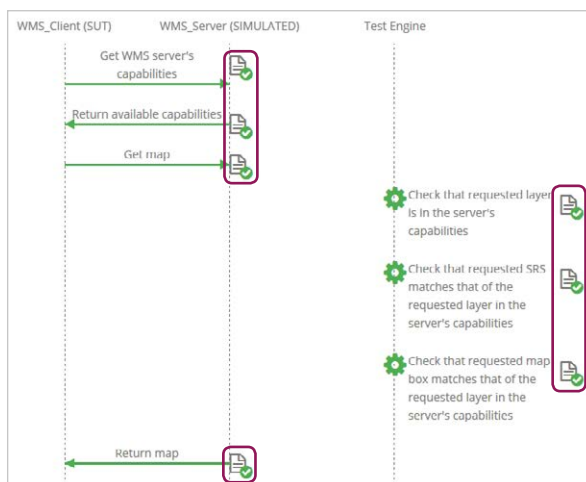 WMS_Client (SUT)
WMS_Server (SIMULATED)
Test Engine
Get WMS server's
capabilities
Return available capabilities
Get map
Check that requested layer
is in the server's
capabilities
Check that requested SRS
matches that of the
requested layer in the
server's capabilities
Check that requested map
box matches that of the
requested layer in the
server's capabilities
Return map